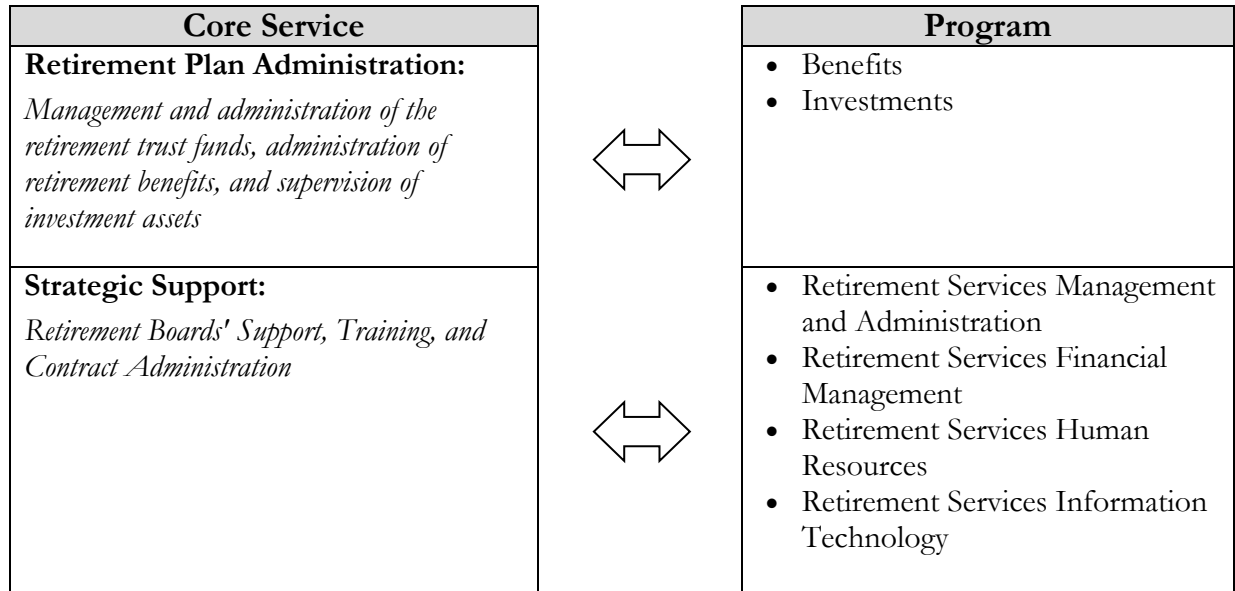 Core Service
Retirement Plan Administration:
Management and administration of the
retirement trust funds, administration of
retirement benefits, and supervision of
investment assets
Program
• Benefits
• Investments
Strategic Support:
Retirement Boards' Support, Training, and
Contract Administration
• Retirement Services Management
and Administration
• Retirement Services Financial
Management
• Retirement Services Human
Resources
• Retirement Services Information
Technology